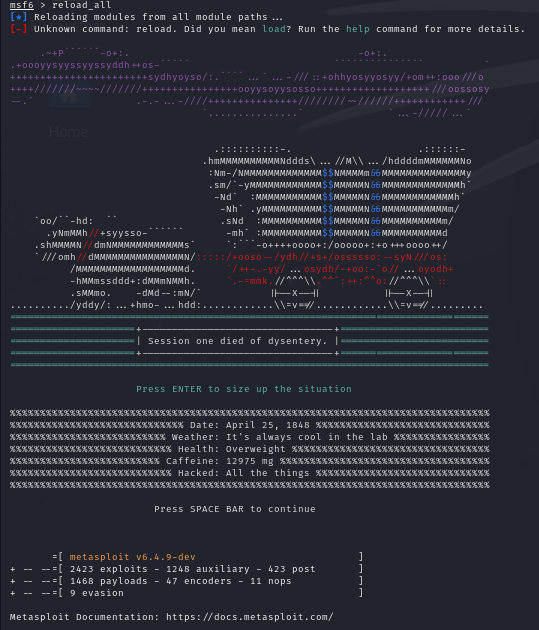 msf6 > reload_all
[*] Reloading modules from all module paths...
[-] Unknown command: reload. Did you mean load? Run the help command for more details.
Home
Session one died of dysentery.
Press ENTER to size up the situation
%%%%%%%%%%%%%%%%%%%%%%%%%%%%%%%%%%%%%%%%%%%%%%%%%%%%%%%%%%%%%%%%%%%%%%%%%%%%%%%%
%%%%%%%%%%%%%%%%%%%%%%%%%%%%% Date: April 25, 1848 %%%%%%%%%%%%%%%%%%%%%%%%%%%%%
%%%%%%%%%%%%%%%%%%%%%%%%%% Weather: It's always cool in the lab %%%%%%%%%%%%%%%%
%%%%%%%%%%%%%%%%%%%%%%%%%%% Health: Overweight %%%%%%%%%%%%%%%%%%%%%%%%%%%%%%%%%
%%%%%%%%%%%%%%%%%%%%%%%%% Caffeine: 12975 mg %%%%%%%%%%%%%%%%%%%%%%%%%%%%%%%%%%%
%%%%%%%%%%%%%%%%%%%%%%%%%%% Hacked: All the things %%%%%%%%%%%%%%%%%%%%%%%%%%%%%
%%%%%%%%%%%%%%%%%%%%%%%%%%%%%%%%%%%%%%%%%%%%%%%%%%%%%%%%%%%%%%%%%%%%%%%%%%%%%%%%
Press SPACE BAR to continue
=[ metasploit v6.4.9-dev ]
+ -- --=[ 2423 exploits - 1248 auxiliary - 423 post ]
+ -- --=[ 1468 payloads - 47 encoders - 11 nops ]
+ -- --=[ 9 evasion ]
Metasploit Documentation: https://docs.metasploit.com/